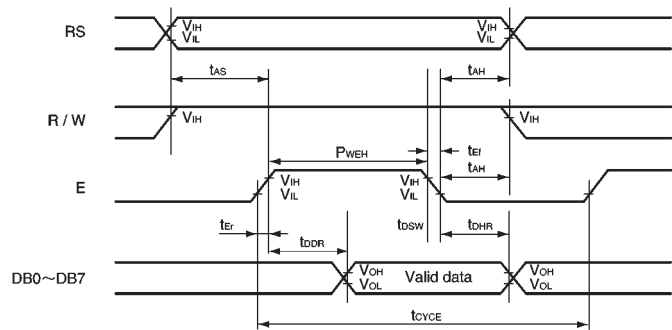 RS
VIH
VIL
tAS
tAH
R / W
VIH
VIH
PWEH
tEf
tAH
E
VIH
VIL
VIH
VIL
tEr
tDDR
tDSW
tDHR
DB0~DB7
VOH
VOL
Valid data
VOH
VOL
tCYCE
VIH
VIL